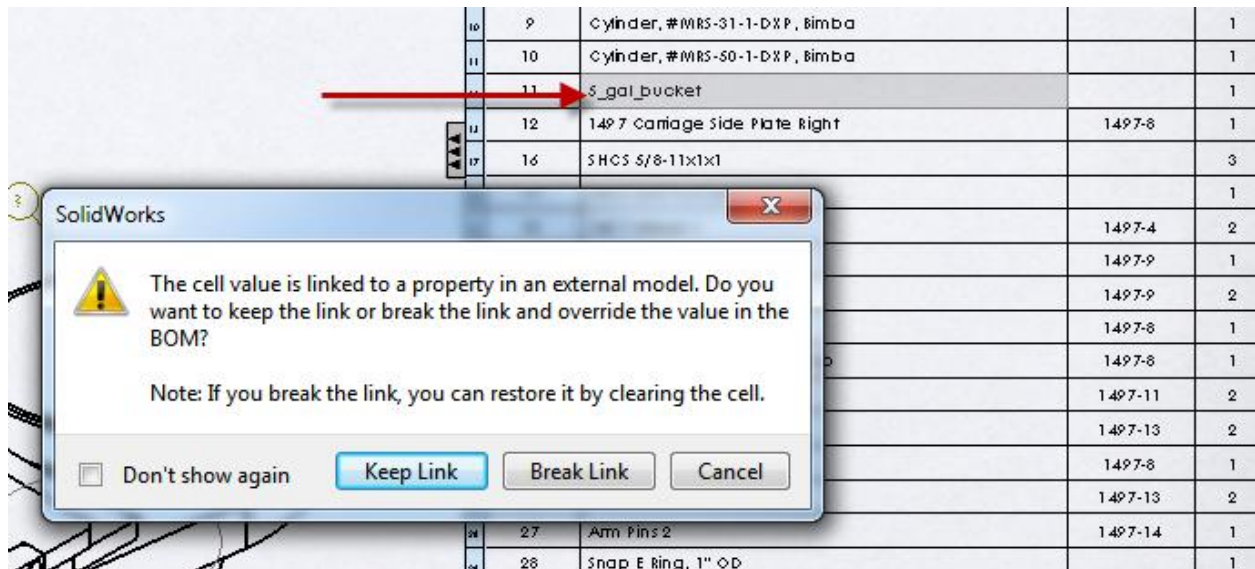 10 9 Cylinder, #MRS-31-1-DXP, Bimba 1
11 10 Cylinder, #MRS-50-1-DXP, Bimba 1
11 5_gal_bucket 1
13 12 1497 Carriage Side Plate Right 1497-8 1
17 16 SHCS 5/8-11x1x1 3
1
1497-4 2
1497-9 1
1497-9 2
1497-8 1
1497-8 1
1497-11 2
1497-13 2
1497-8 1
1497-13 2
27 Arm Pins 2 1497-14 1
28 Snap E Ring, 1" OD 1
SolidWorks
The cell value is linked to a property in an external model. Do you
want to keep the link or break the link and override the value in the
BOM?
Note: If you break the link, you can restore it by clearing the cell.
Don't show again Keep Link Break Link Cancel